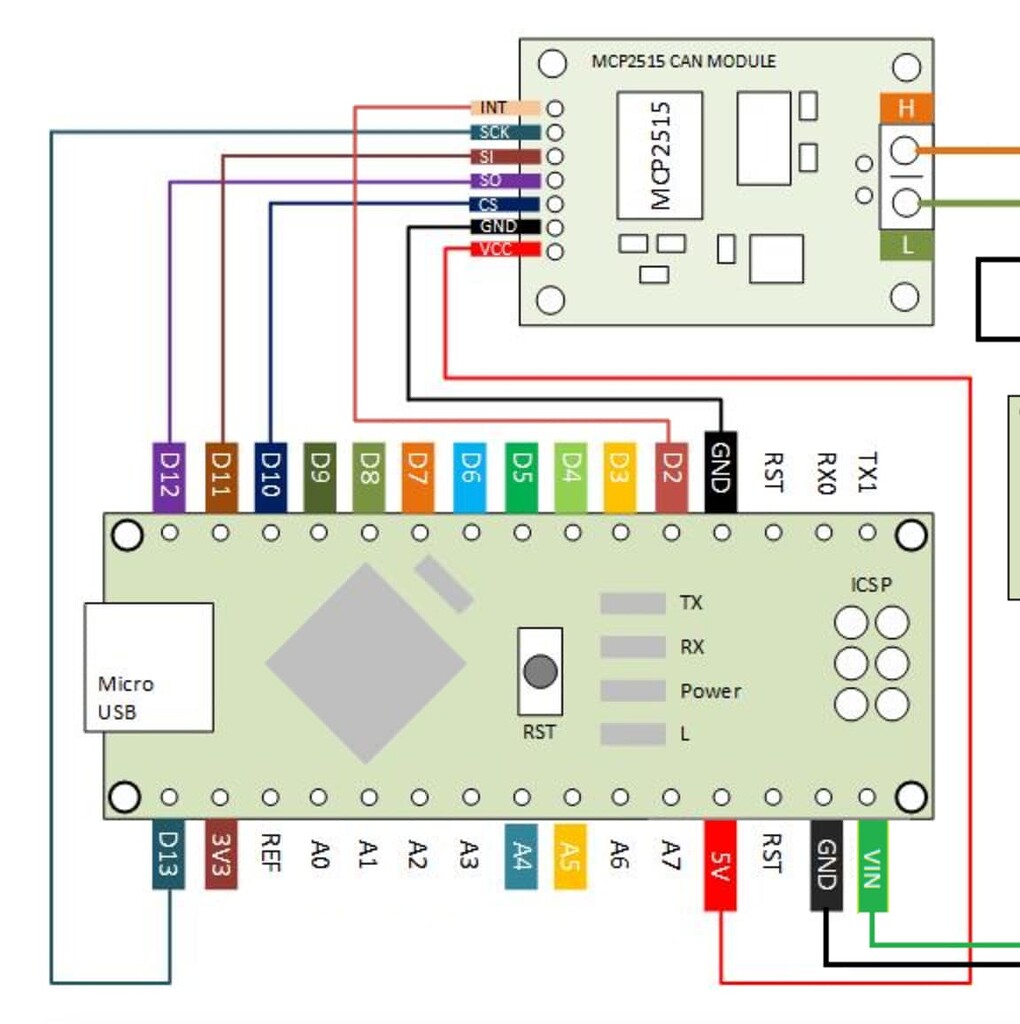 MCP2515 CAN MODULE
INT
SCK
SI
SO
CS
GND
VCC
MCP2515
H
L
D12
D11
D10
D9
D8
D7
D6
D5
D4
D3
D2
GND
RST
RX0
TX1
ICSP
TX
RX
Power
L
Micro
USB
RST
D13
3V3
REF
A0
A1
A2
A3
A4
A5
A6
A7
5V
RST
GND
VIN